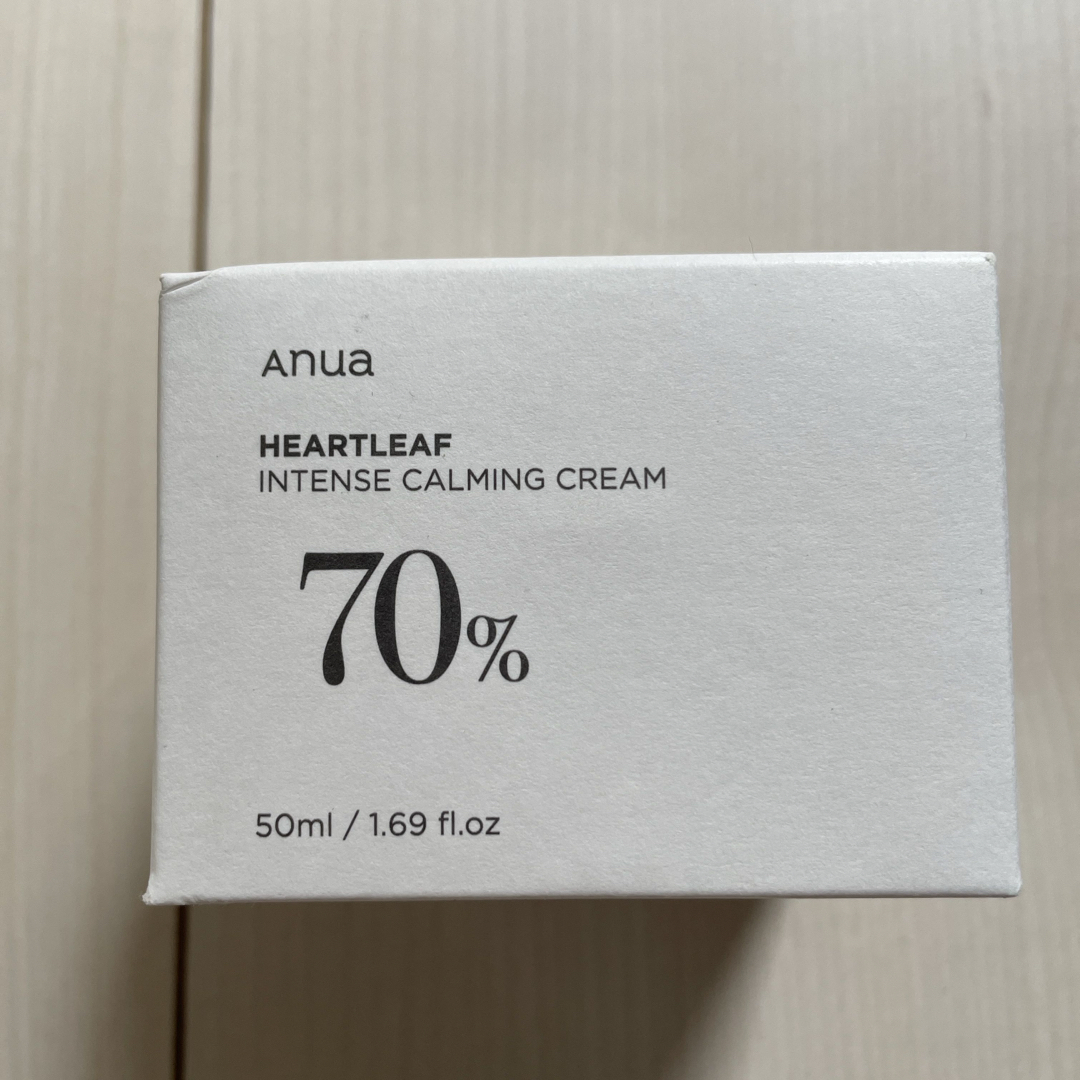 Anua
HEARTLEAF
INTENSE CALMING CREAM
70%
50ml / 1.69 fl.oz